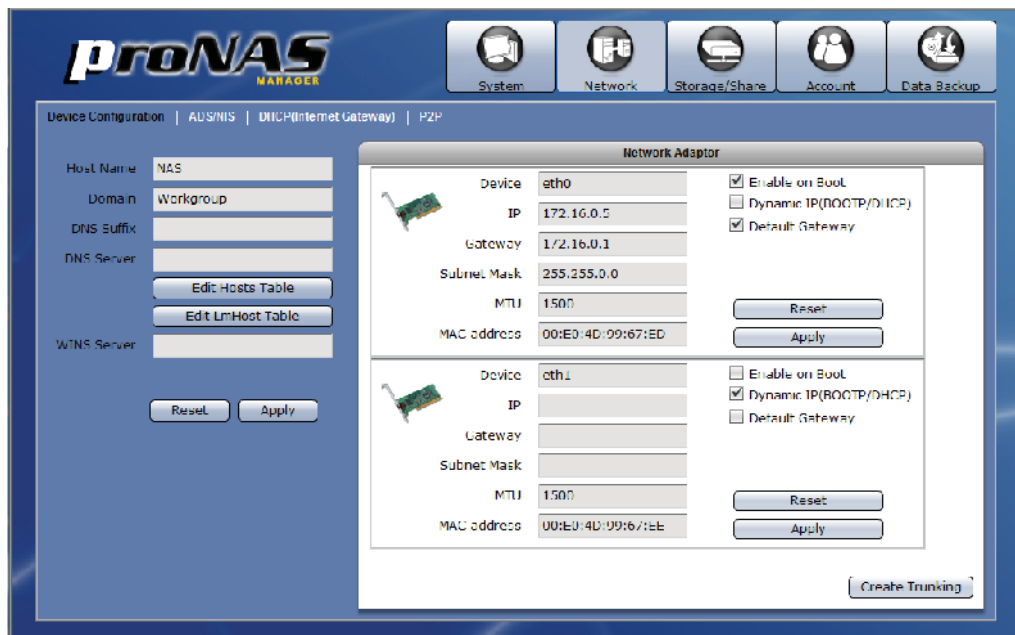 proNAS
MANAGER
System
Network
Storage/Share
Account
Data Backup
Device Configuration | ADS/NIS | DHCP(Internet Gateway) | P2P
Host Name NAS
Domain Workgroup
DNS Suffix
DNS Server
Edit Hosts Table
Edit LmHost Table
WINS Server
Reset Apply
Network Adaptor
Device eth0
IP 172.16.0.5
Gateway 172.16.0.1
Subnet Mask 255.255.0.0
MTU 1500
MAC address 00:E0:4D:99:67:ED
Enable on Boot
Dynamic IP(BOOTP/DHCP)
Default Gateway
Reset
Apply
Device eth1
IP
Gateway
Subnet Mask
MTU 1500
MAC address 00:E0:4D:99:67:EE
Enable on Boot
Dynamic IP(BOOTP/DHCP)
Default Gateway
Reset
Apply
Create Trunking